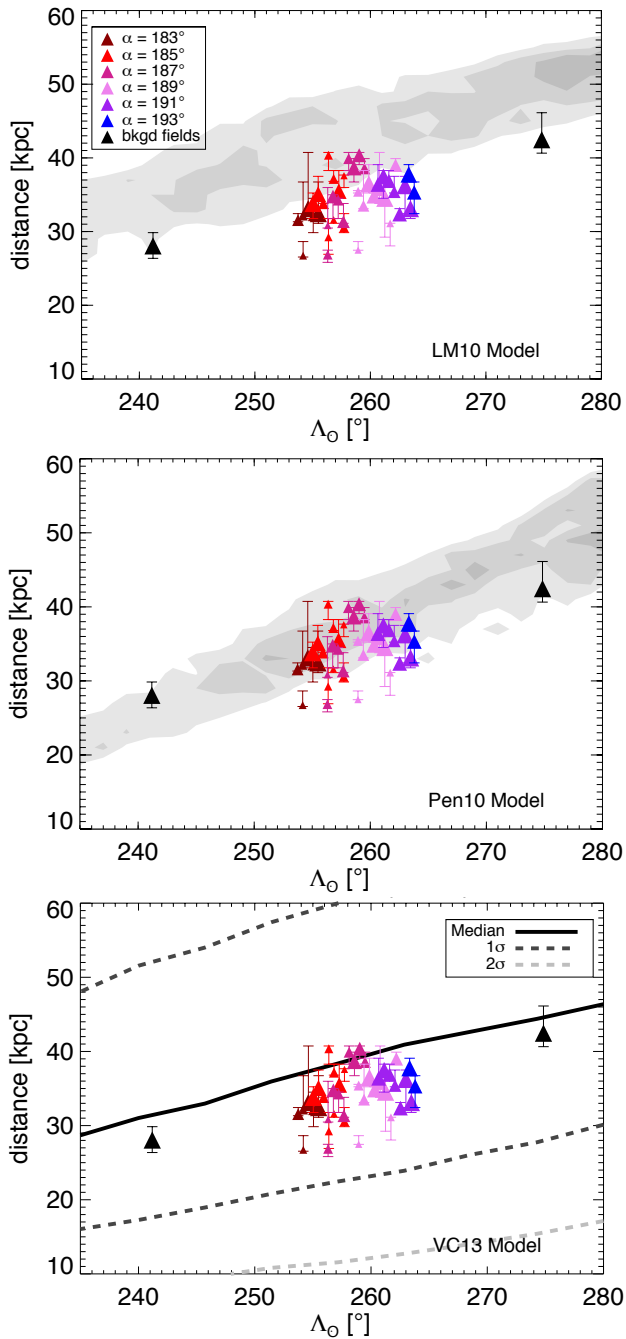 60
50
40
30
20
10
distance [kpc]
α = 183°
α = 185°
α = 187°
α = 189°
α = 191°
α = 193°
bkgd fields
LM10 Model
240 250 260 270 280
Λ⊙ [°]
60
50
40
30
20
10
distance [kpc]
Pen10 Model
240 250 260 270 280
Λ⊙ [°]
60
50
40
30
20
10
distance [kpc]
Median
1σ
2σ
VC13 Model
240 250 260 270 280
Λ⊙ [°]